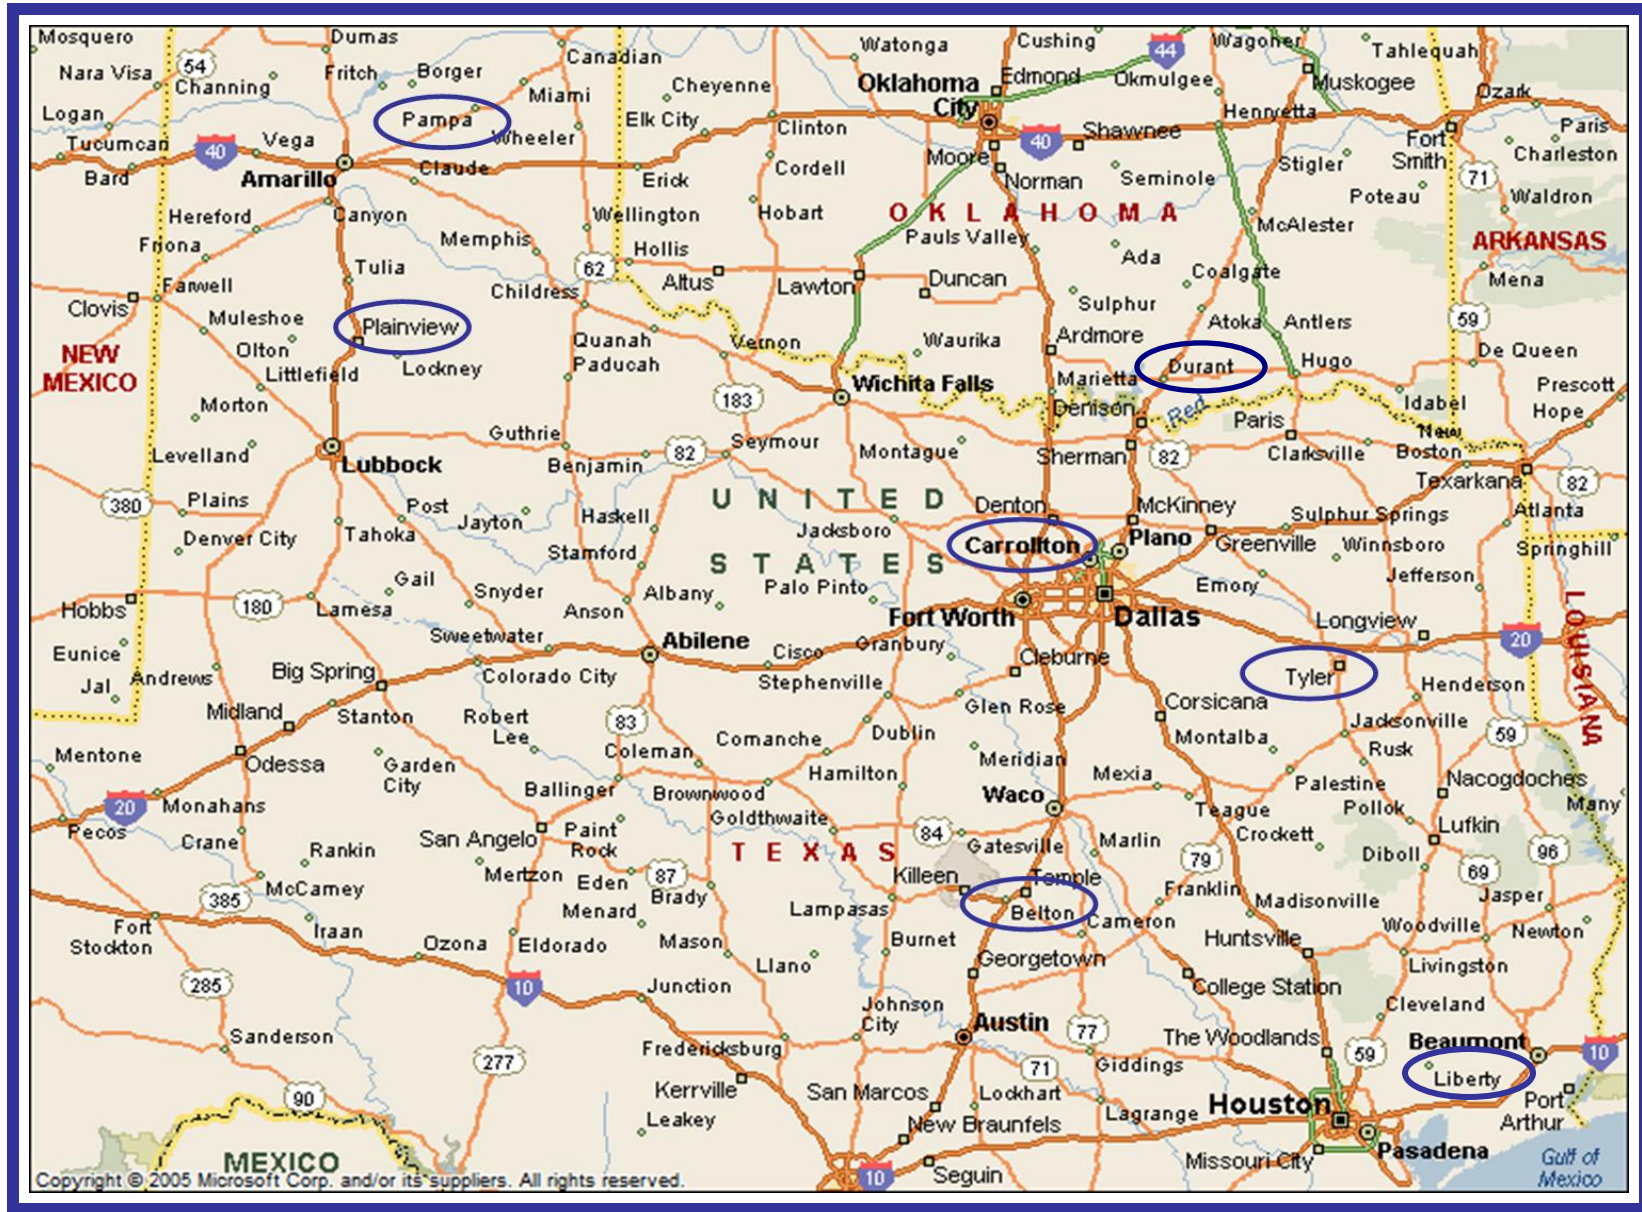 Mosquero
Dumas
Canadian
Watonga
Cushing
44
Wagoner
Tahlequah
Nara Visa
54
Channing
Fritch
Borger
Miami
Cheyenne
Oklahoma
City
Edmond
Okmulgee
Muskogee
Ozark
Logan
Pampa
Wheeler
Elk City
Clinton
Shawnee
Henryetta
Fort
Smith
Paris
Tucumcari
40
Vega
Moore
40
Charleston
Bard
Amarillo
Claude
Erick
Cordell
Norman
Seminole
Stigler
71
Poteau
Waldron
Hereford
Canyon
Wellington
Hobart
OKLAHOMA
McAlester
Friona
Memphis
Hollis
Pauls Valley
Ada
ARKANSAS
Farwell
Tulia
62
Altus
Lawton
Duncan
Coalgate
Mena
Clovis
Childress
Sulphur
Muleshoe
Plainview
Quanah
Vernon
Waurika
Ardmore
Atoka
Antlers
59
NEW
MEXICO
Olton
Littlefield
Lockney
Paducah
Wichita Falls
Marietta
Durant
Hugo
De Queen
Prescott
Morton
183
Denison
Red
Paris
Idabel
Hope
Levelland
Lubbock
Guthrie
Benjamin
82
Seymour
Montague
Sherman
82
Clarksville
New
Boston
Texarkana
82
380
Plains
Post
Jayton
Haskell
UNITED
STATES
Jacksboro
Denton
McKinney
Sulphur Springs
Atlanta
Denver City
Tahoka
Stamford
Carrollton
Plano
Greenville
Winnsboro
Springhill
Gail
Snyder
Albany
Palo Pinto
Emory
Jefferson
Hobbs
180
Lamesa
Anson
Fort Worth
Dallas
Longview
LOUISIANA
Sweetwater
Abilene
Cisco
Granbury
20
Eunice
Jal
Andrews
Big Spring
Colorado City
Stephenville
Cleburne
Tyler
Henderson
Midland
Stanton
Robert
Lee
83
Glen Rose
Corsicana
Jacksonville
59
Mentone
Odessa
Garden
City
Coleman
Comanche
Dublin
Meridian
Montalba
Rusk
Ballinger
Brownwood
Hamilton
Mexia
Palestine
Nacogdoches
20
Monahans
Goldthwaite
Waco
Teague
Pollok
Many
Pecos
Crane
Rankin
San Angelo
Paint
Rock
TEXAS
84
Gatesville
Marlin
Crockett
Lufkin
Mertzon
Eden
87
Brady
Killeen
Temple
79
Diboll
96
69
385
McCamey
Menard
Lampasas
Belton
Cameron
Franklin
Madisonville
Jasper
Fort
Stockton
Iraan
Ozona
Eldorado
Mason
Burnet
Huntsville
Woodville
Newton
285
10
Llano
Georgetown
College Station
Livingston
Junction
Johnson
City
Cleveland
Sanderson
277
Fredericksburg
Austin
77
The Woodlands
59
Beaumont
10
90
Kerrville
San Marcos
71
Giddings
Liberty
Lockhart
Port
Arthur
Leakey
New Braunfels
Lagrange
Houston
MEXICO
10
Seguin
Missouri City
Pasadena
Gulf of
Mexico
Copyright © 2005 Microsoft Corp. and/or its suppliers. All rights reserved.